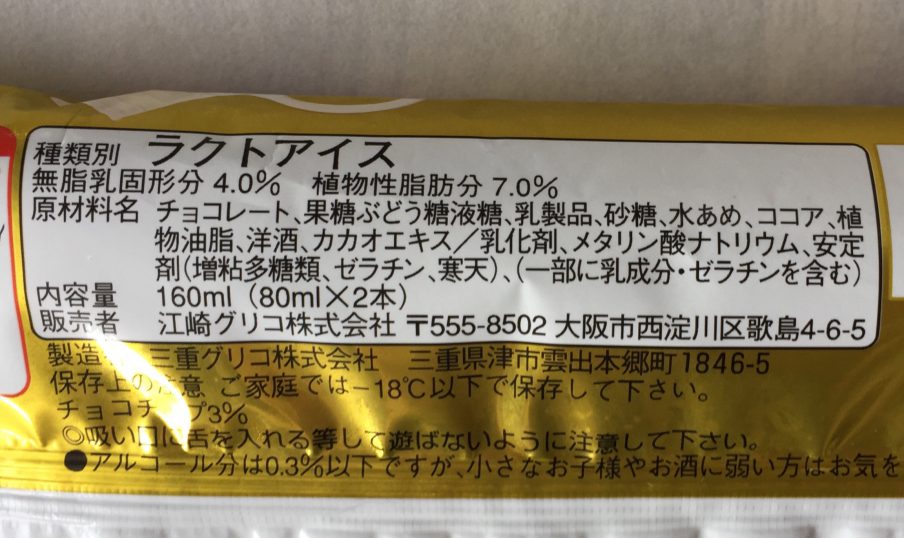 種類別 ラクトアイス
無脂乳固形分 4.0% 植物性脂肪分 7.0%
原材料名 チョコレート、果糖ぶどう糖液糖、乳製品、砂糖、水あめ、ココア、植
物油脂、洋酒、カカオエキス／乳化剤、メタリン酸ナトリウム、安定
剤(増粘多糖類、ゼラチン、寒天)、(一部に乳成分・ゼラチンを含む)
内容量 160ml (80ml×2本)
販売者 江崎グリコ株式会社 〒555-8502 大阪市西淀川区歌島4-6-5
製造 三重グリコ株式会社 三重県津市雲出本郷町1846-5
保存上の注意 ご家庭では−18℃以下で保存して下さい。
チョコチップ3%
◎吸い口に舌を入れる等して遊ばないように注意して下さい。
●アルコール分は0.3%以下ですが、小さなお子様やお酒に弱い方はお気を